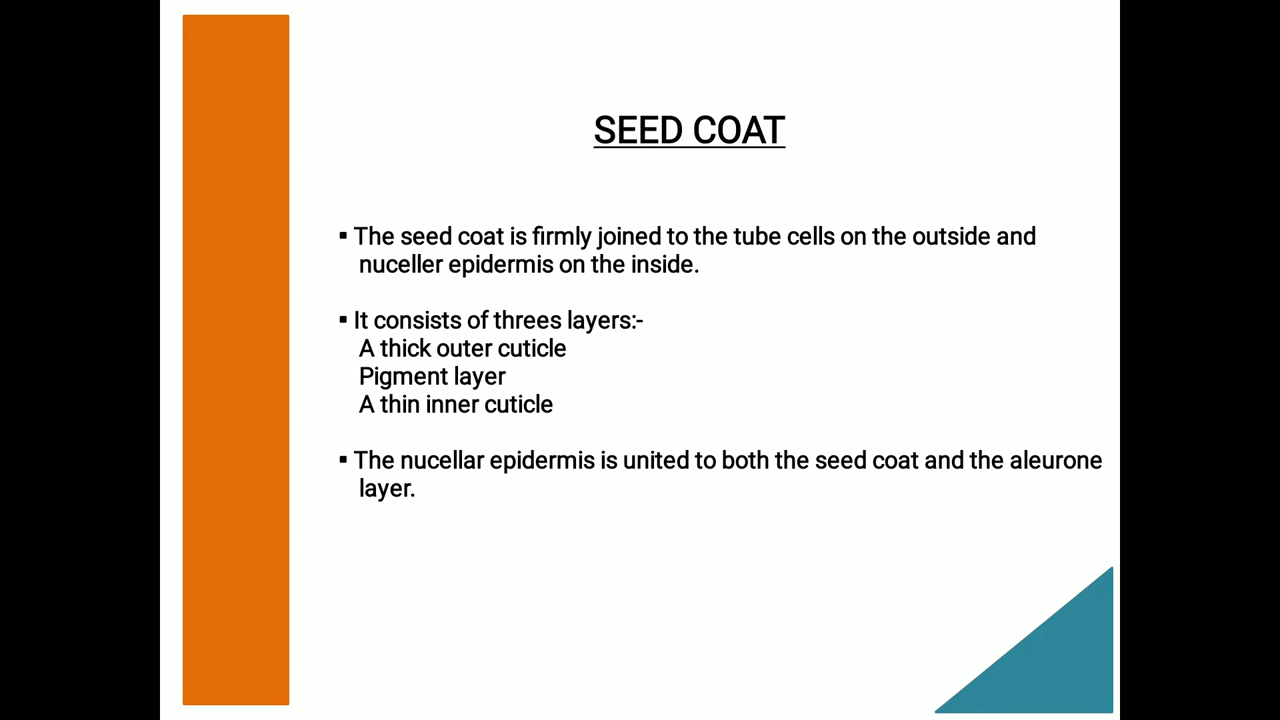 SEED COAT
▪ The seed coat is firmly joined to the tube cells on the outside and
nuceller epidermis on the inside.
▪ It consists of threes layers:-
A thick outer cuticle
Pigment layer
A thin inner cuticle
▪ The nucellar epidermis is united to both the seed coat and the aleurone
layer.